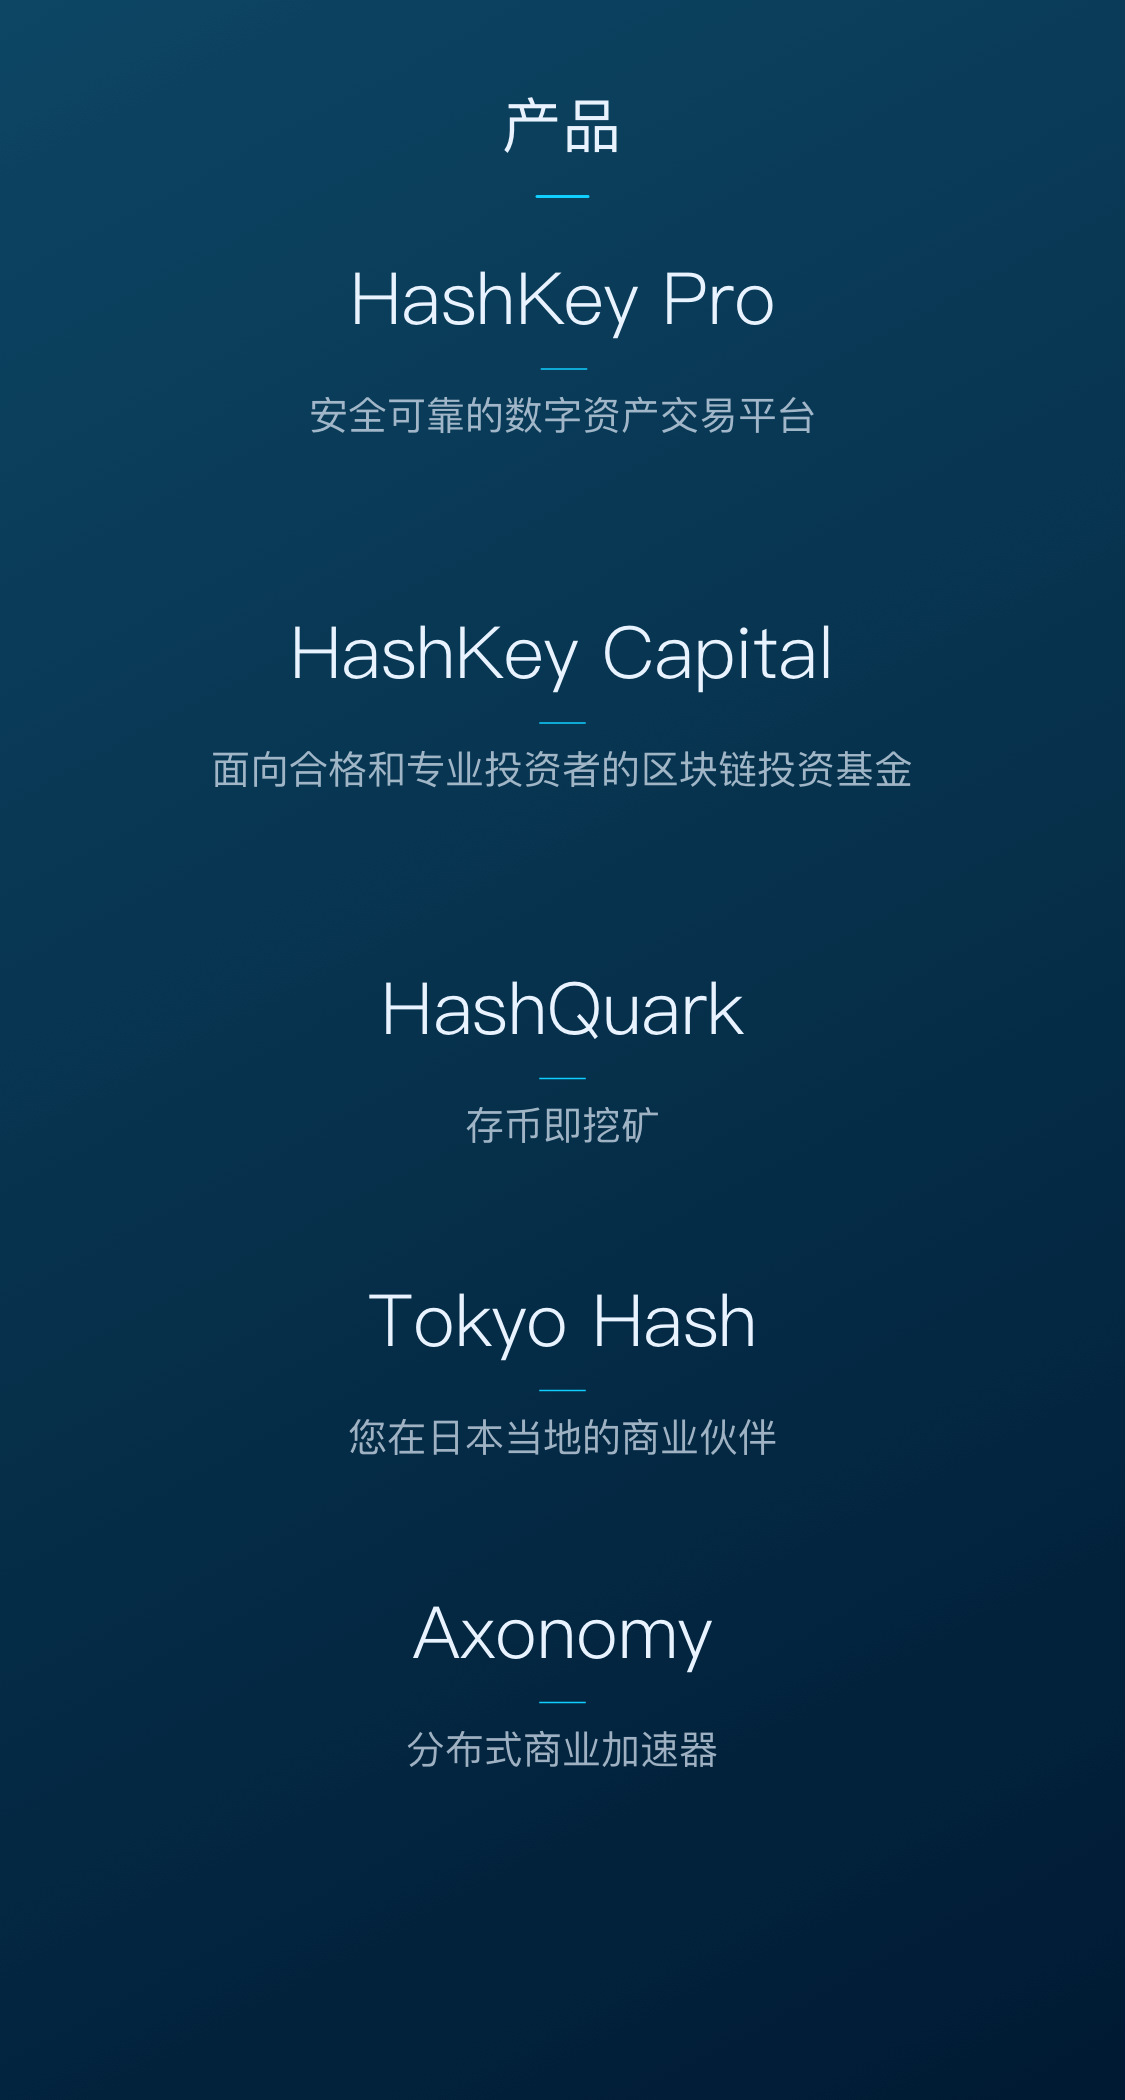 产品
HashKey Pro
安全可靠的数字资产交易平台
HashKey Capital
面向合格和专业投资者的区块链投资基金
HashQuark
存币即挖矿
Tokyo Hash
您在日本当地的商业伙伴
Axonomy
分布式商业加速器